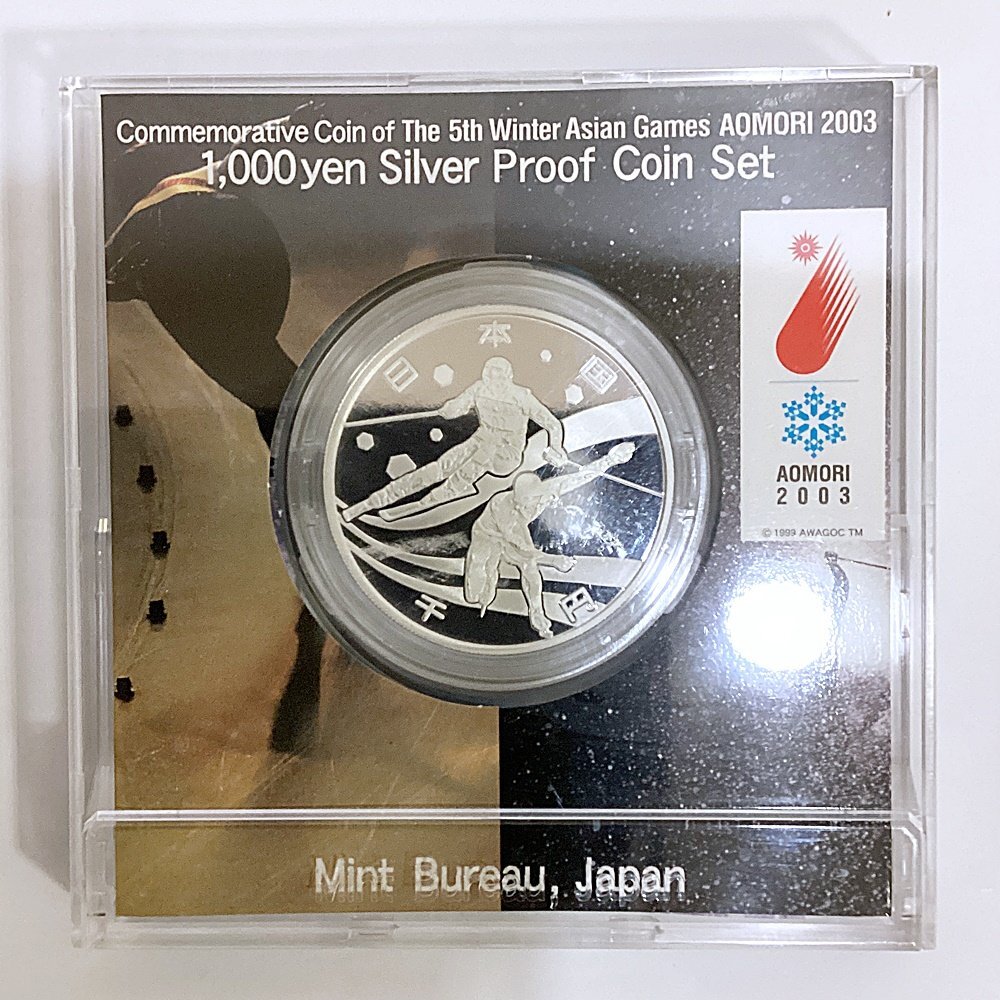 Commemorative Coin of The 5th Winter Asian Games AOMORI 2003
1,000yen Silver Proof Coin Set
日本国
千円
AOMORI
2003
© 1999 AWAGOC TM
Mint Bureau, Japan